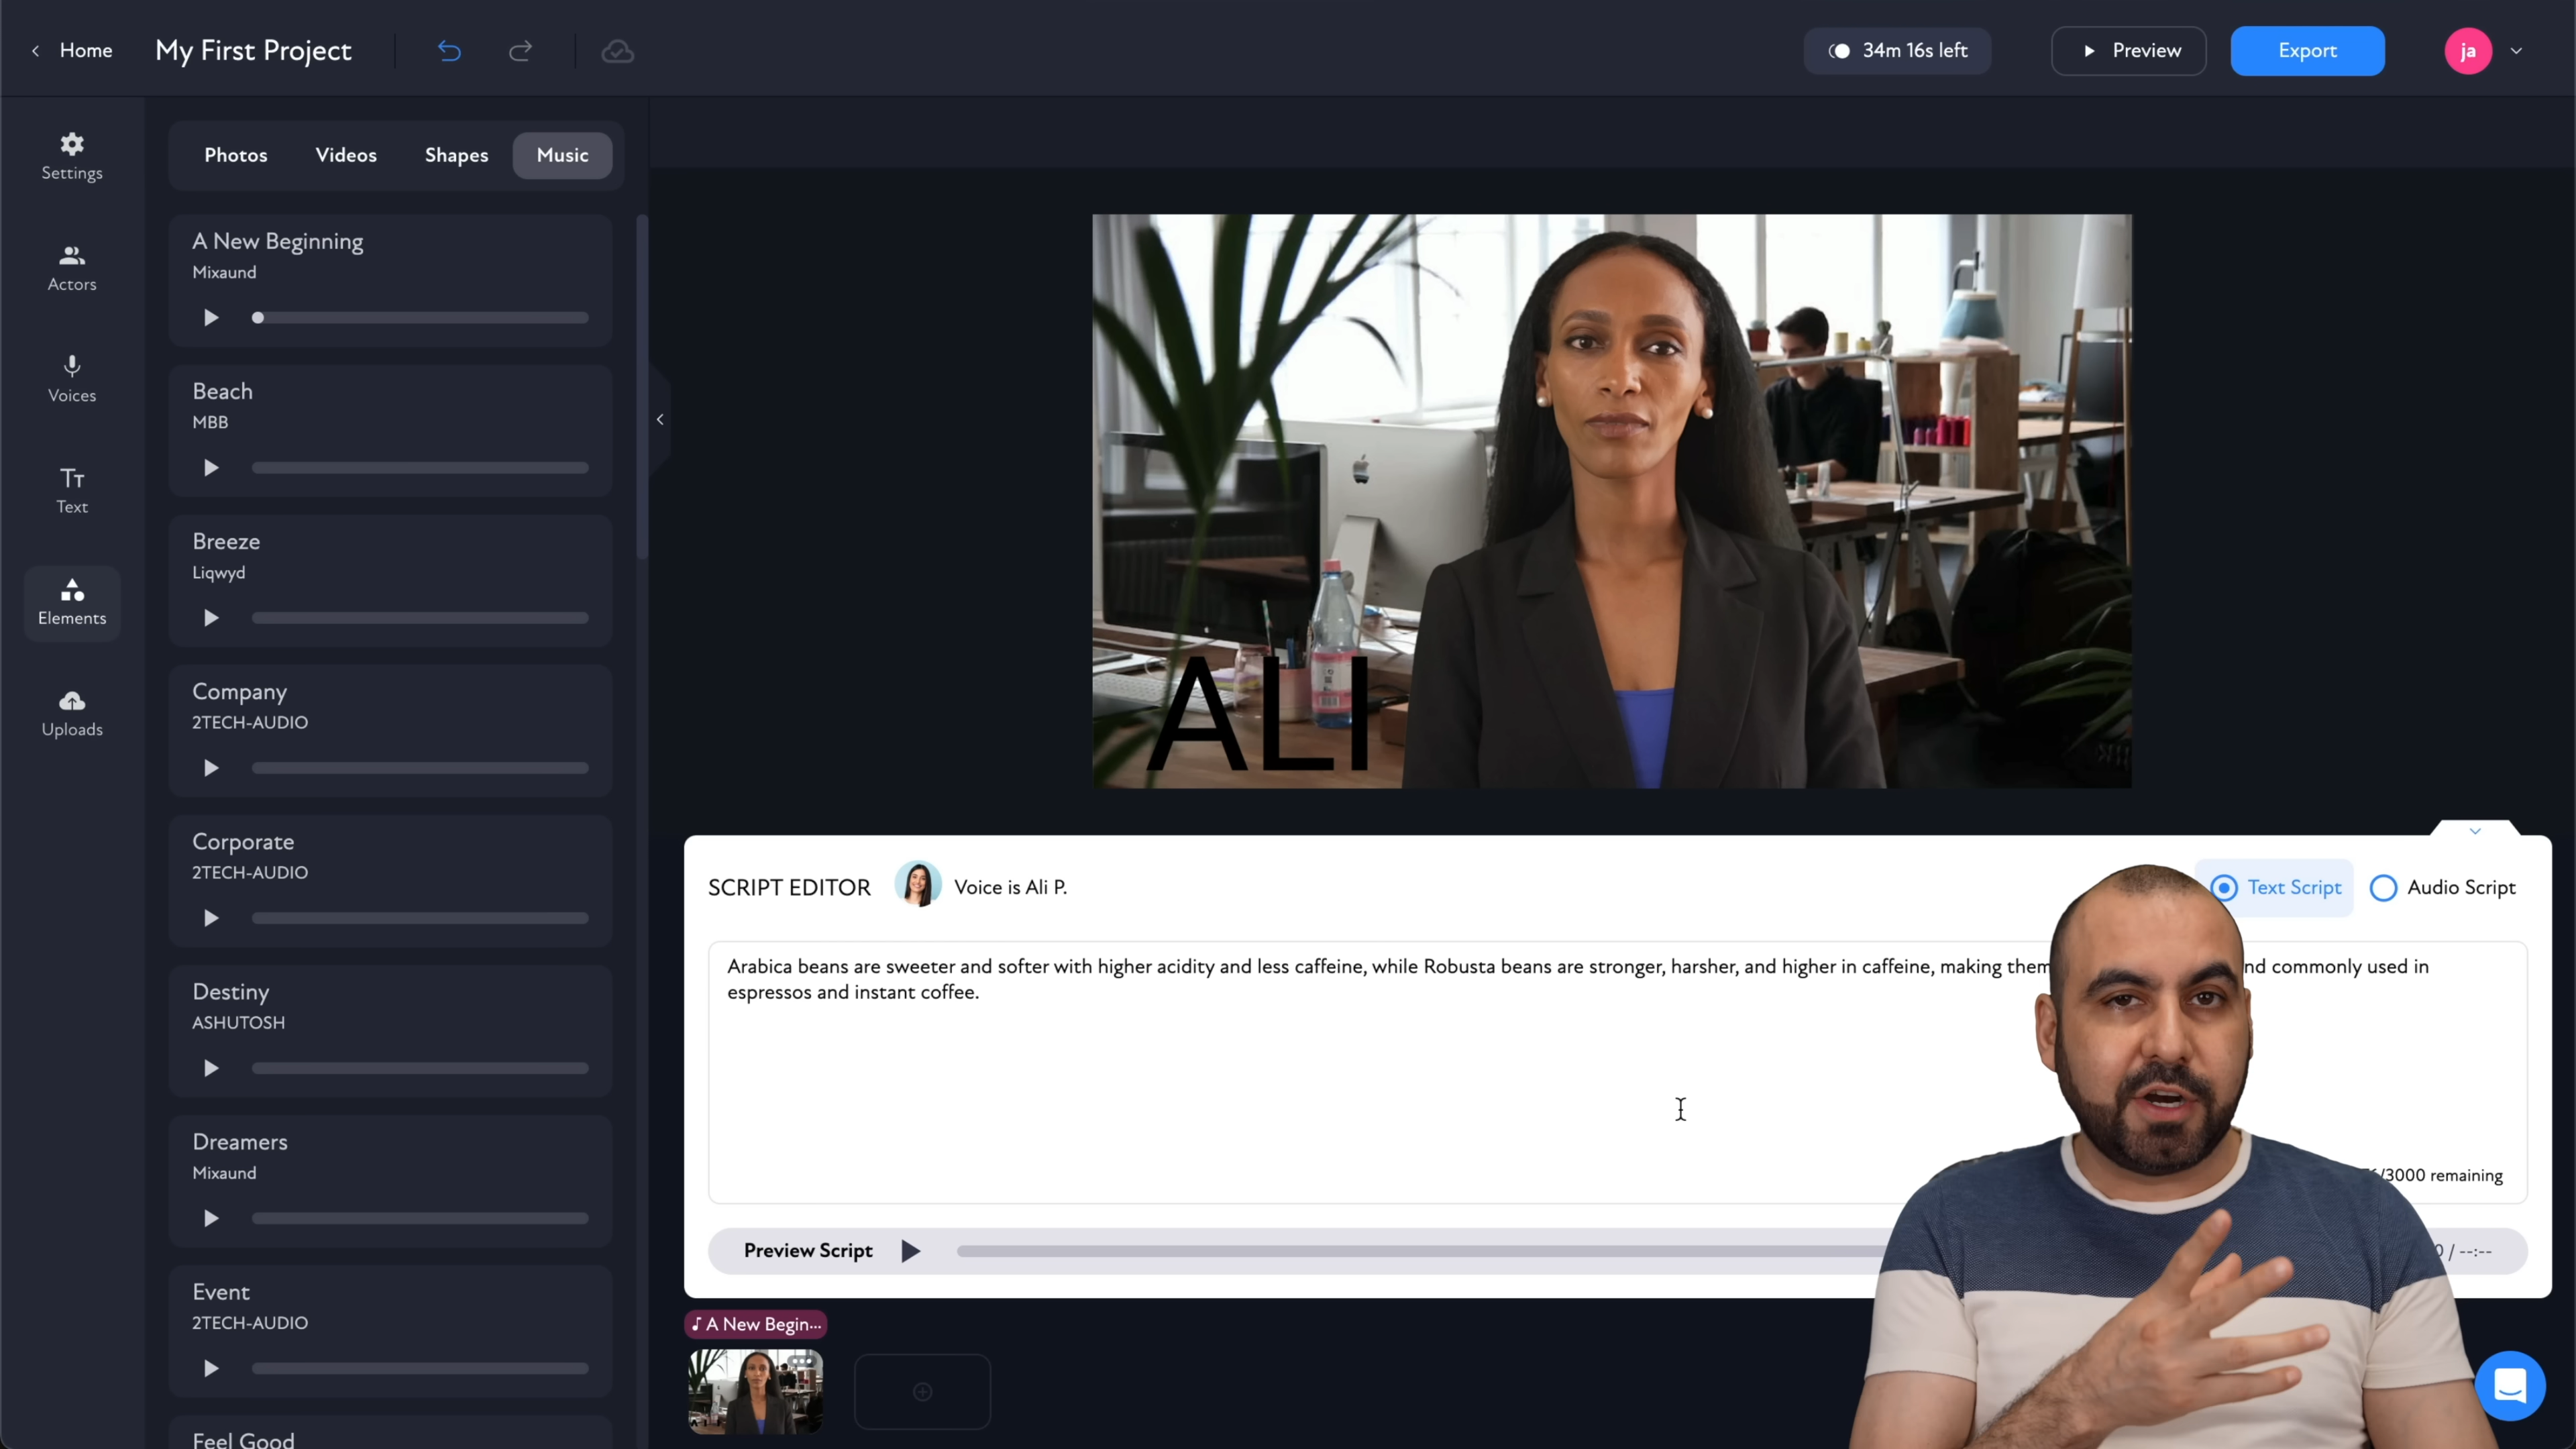 Home
My First Project
34m 16s left
Preview
Export
ja
Settings
Actors
Voices
Tт
Text
Elements
Uploads
Photos
Videos
Shapes
Music
A New Beginning
Mixaund
Beach
MBB
Breeze
Liqwyd
Company
2TECH-AUDIO
Corporate
2TECH-AUDIO
Destiny
ASHUTOSH
Dreamers
Mixaund
Event
2TECH-AUDIO
Feel Good
ALI
SCRIPT EDITOR
Voice is Ali P.
Text Script
Audio Script
Arabica beans are sweeter and softer with higher acidity and less caffeine, while Robusta beans are stronger, harsher, and higher in caffeine, making them commonly used in
espressos and instant coffee.
/3000 remaining
Preview Script
/ --:--
A New Begin...